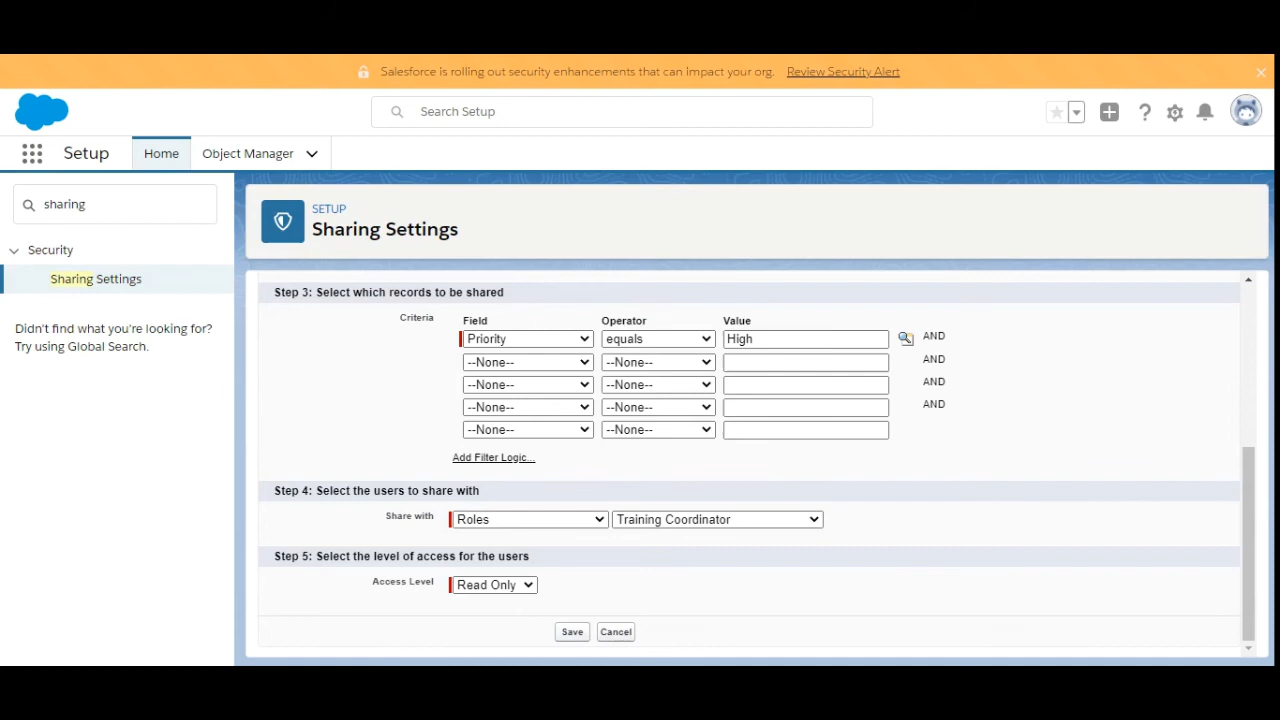 Salesforce is rolling out security enhancements that can impact your org. Review Security Alert
Search Setup
Setup Home Object Manager
sharing
Security
Sharing Settings
Didn't find what you're looking for?
Try using Global Search.
SETUP
Sharing Settings
Step 3: Select which records to be shared
Criteria Field Operator Value
Priority equals High AND
--None-- --None-- AND
--None-- --None-- AND
--None-- --None-- AND
--None-- --None--
Add Filter Logic...
Step 4: Select the users to share with
Share with Roles Training Coordinator
Step 5: Select the level of access for the users
Access Level Read Only
Save Cancel